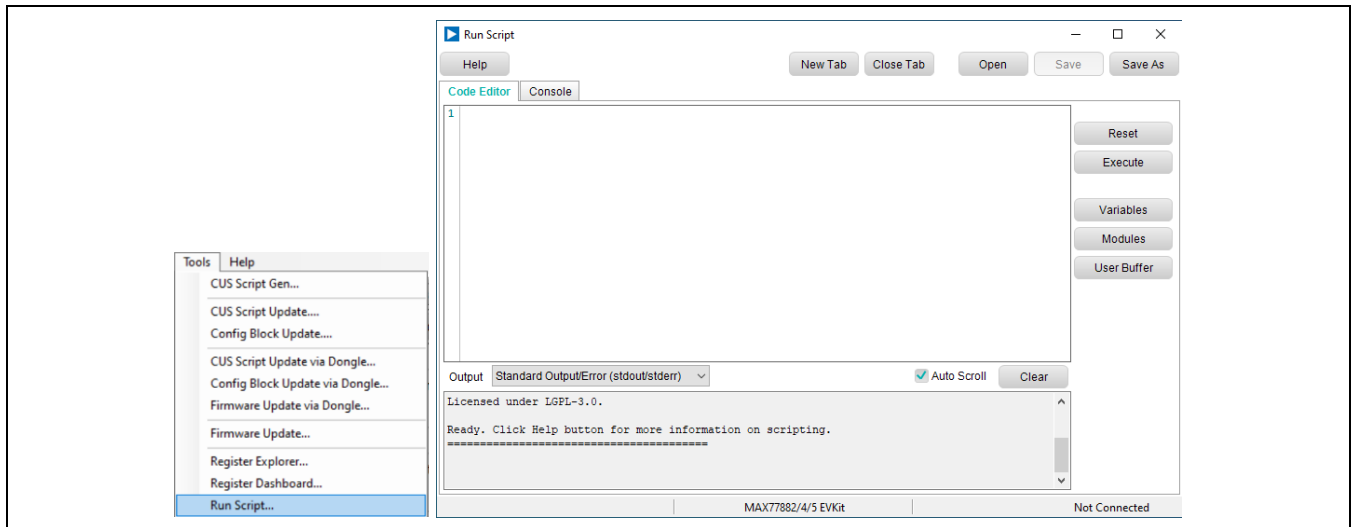 Run Script
Help New Tab Close Tab Open Save Save As
Code Editor Console
1
Reset
Execute
Variables
Modules
User Buffer
Output Standard Output/Error (stdout/stderr) Auto Scroll Clear
Licensed under LGPL-3.0.
Ready. Click Help button for more information on scripting.
========================================
MAX77882/4/5 EVKit Not Connected
Tools Help
CUS Script Gen...
CUS Script Update....
Config Block Update....
CUS Script Update via Dongle...
Config Block Update via Dongle...
Firmware Update via Dongle...
Firmware Update...
Register Explorer...
Register Dashboard...
Run Script...